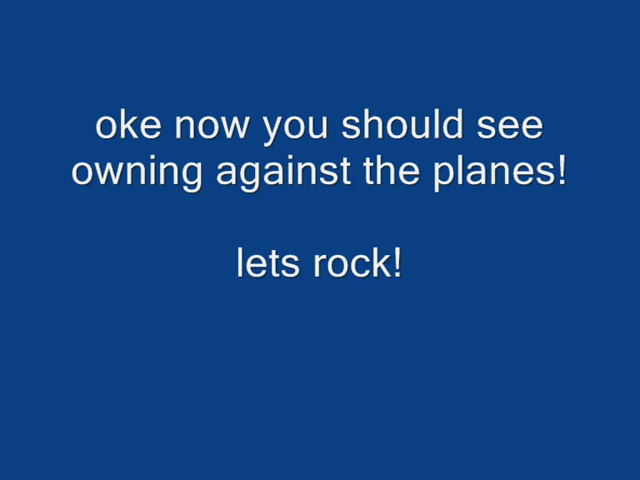 oke now you should see
owning against the planes!
lets rock!